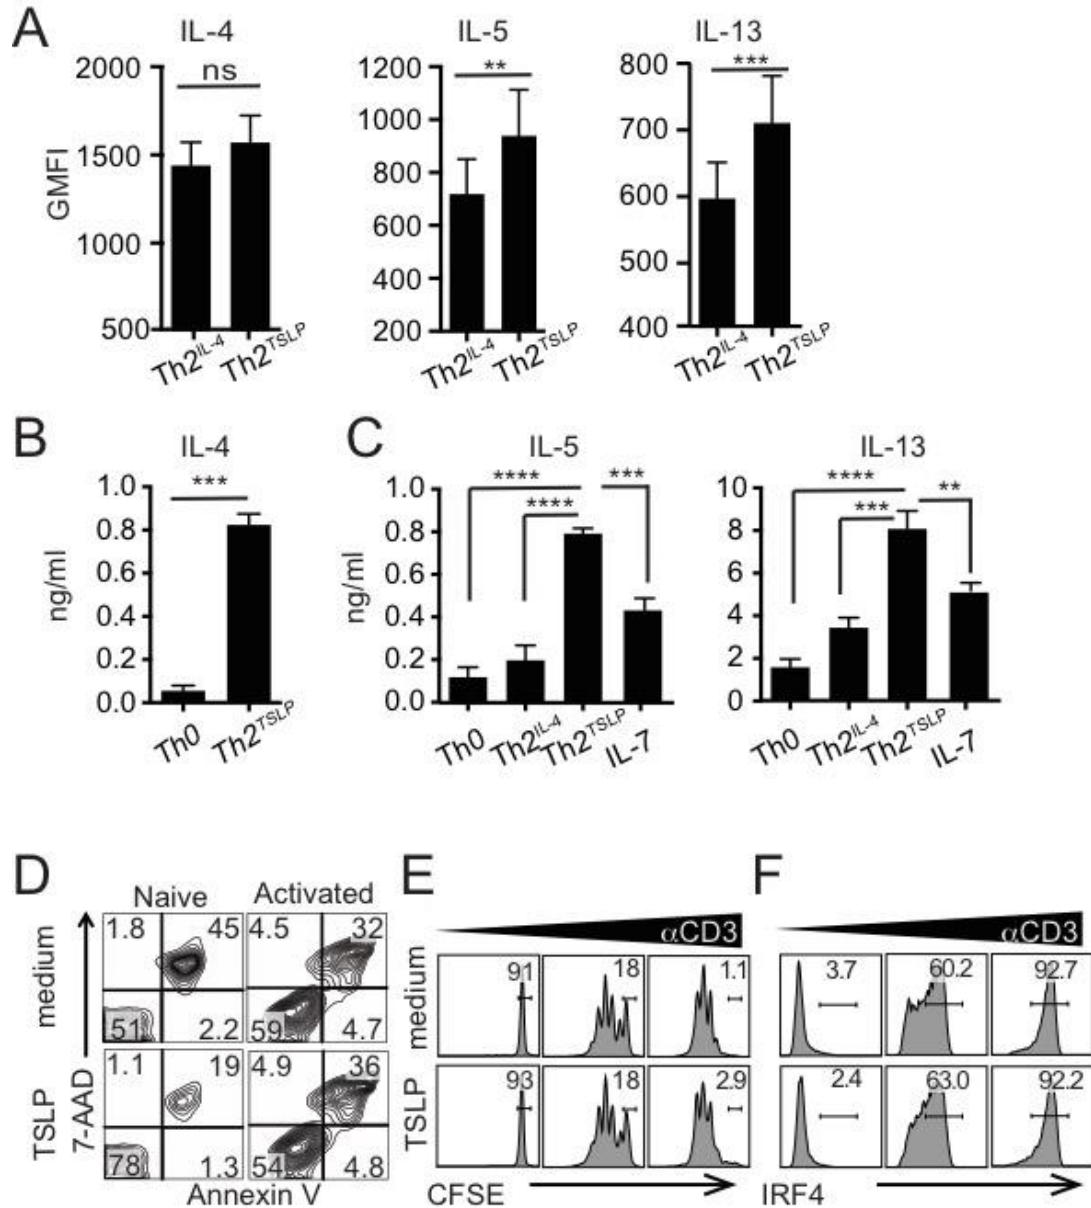 A
IL-4
IL-5
IL-13
GMFI
2000
1500
1000
500
ns
Th2IL-4
Th2TSLP
1200
1000
800
600
400
200
**
Th2IL-4
Th2TSLP
800
700
600
500
400
***
Th2IL-4
Th2TSLP
B
IL-4
ng/ml
1.0
0.8
0.6
0.4
0.2
0.0
***
Th0
Th2TSLP
C
IL-5
ng/ml
1.0
0.8
0.6
0.4
0.2
0.0
****
***
****
Th0
Th2IL-4
Th2TSLP
IL-7
IL-13
10
8
6
4
2
0
****
**
***
Th0
Th2IL-4
Th2TSLP
IL-7
D
Naive
Activated
medium
1.8
45
51
2.2
4.5
32
59
4.7
TSLP
1.1
19
78
1.3
4.9
36
54
4.8
7-AAD
Annexin V
E
αCD3
medium
91
18
1.1
TSLP
93
18
2.9
CFSE
F
αCD3
3.7
60.2
92.7
2.4
63.0
92.2
IRF4